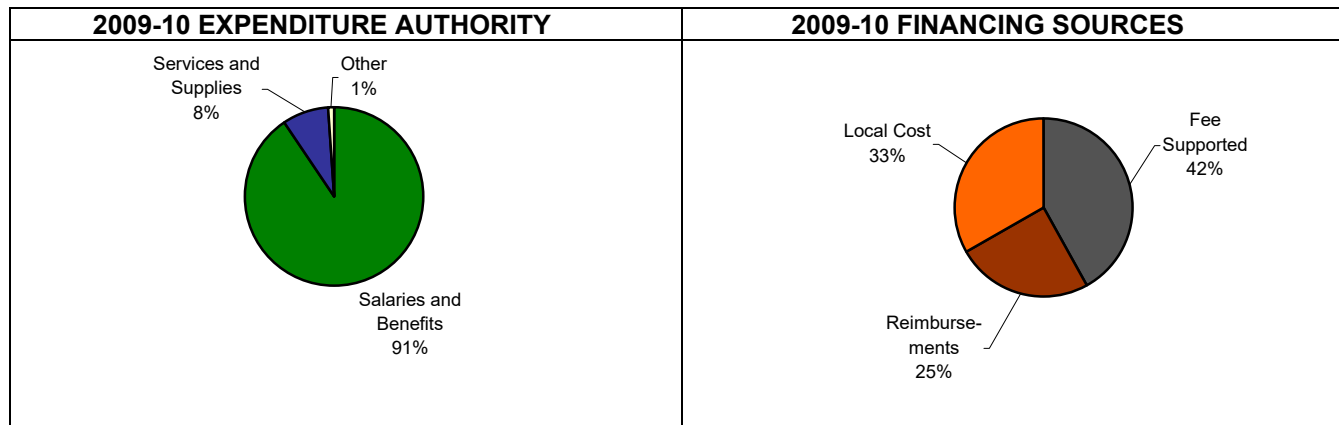 2009-10 EXPENDITURE AUTHORITY
Services and
Supplies
8%
Other
1%
Salaries and
Benefits
91%
2009-10 FINANCING SOURCES
Local Cost
33%
Fee
Supported
42%
Reimburse-
ments
25%